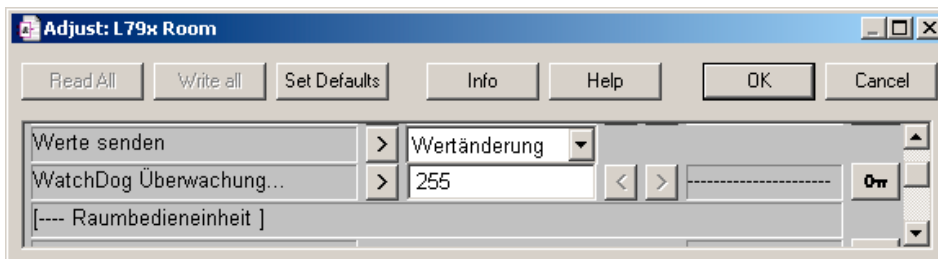 Adjust: L79x Room
Read All Write all Set Defaults Info Help OK Cancel
Werte senden > Wertänderung
WatchDog Überwachung... > 255 < > ----------------------
[---- Raumbedieneinheit ]